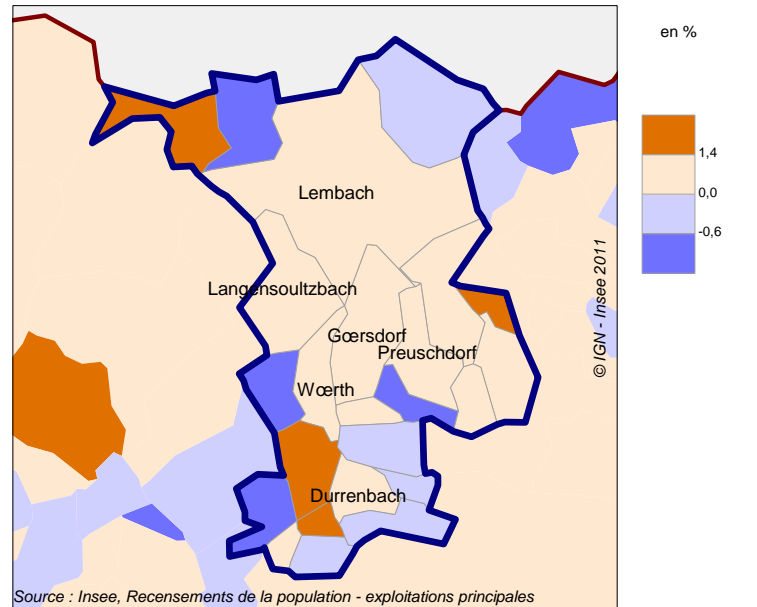 en %
1,4
0,0
-0,6
Lembach
Langensoultzbach
Gœrsdorf
Preuschdorf
Wœrth
Durrenbach
© IGN - Insee 2011
Source : Insee, Recensements de la population - exploitations principales